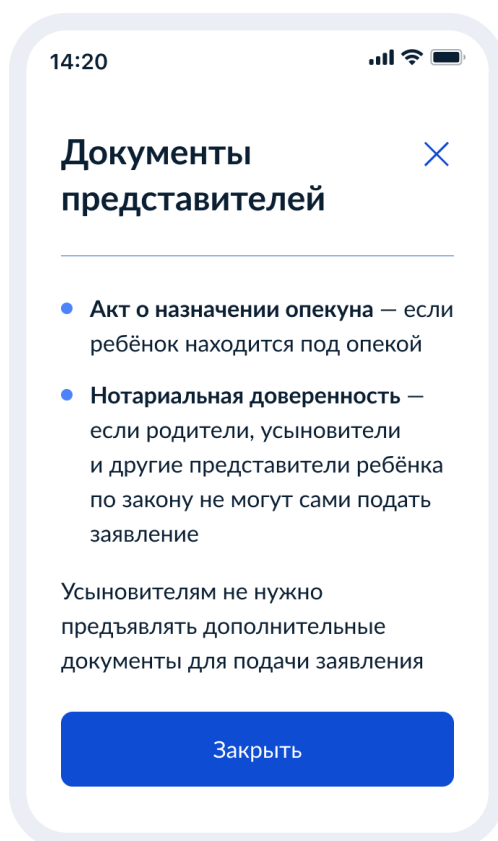 14:20
Документы
представителей
Акт о назначении опекуна — если
ребёнок находится под опекой
Нотариальная доверенность —
если родители, усыновители
и другие представители ребёнка
по закону не могут сами подать
заявление
Усыновителям не нужно
предъявлять дополнительные
документы для подачи заявления
Закрыть